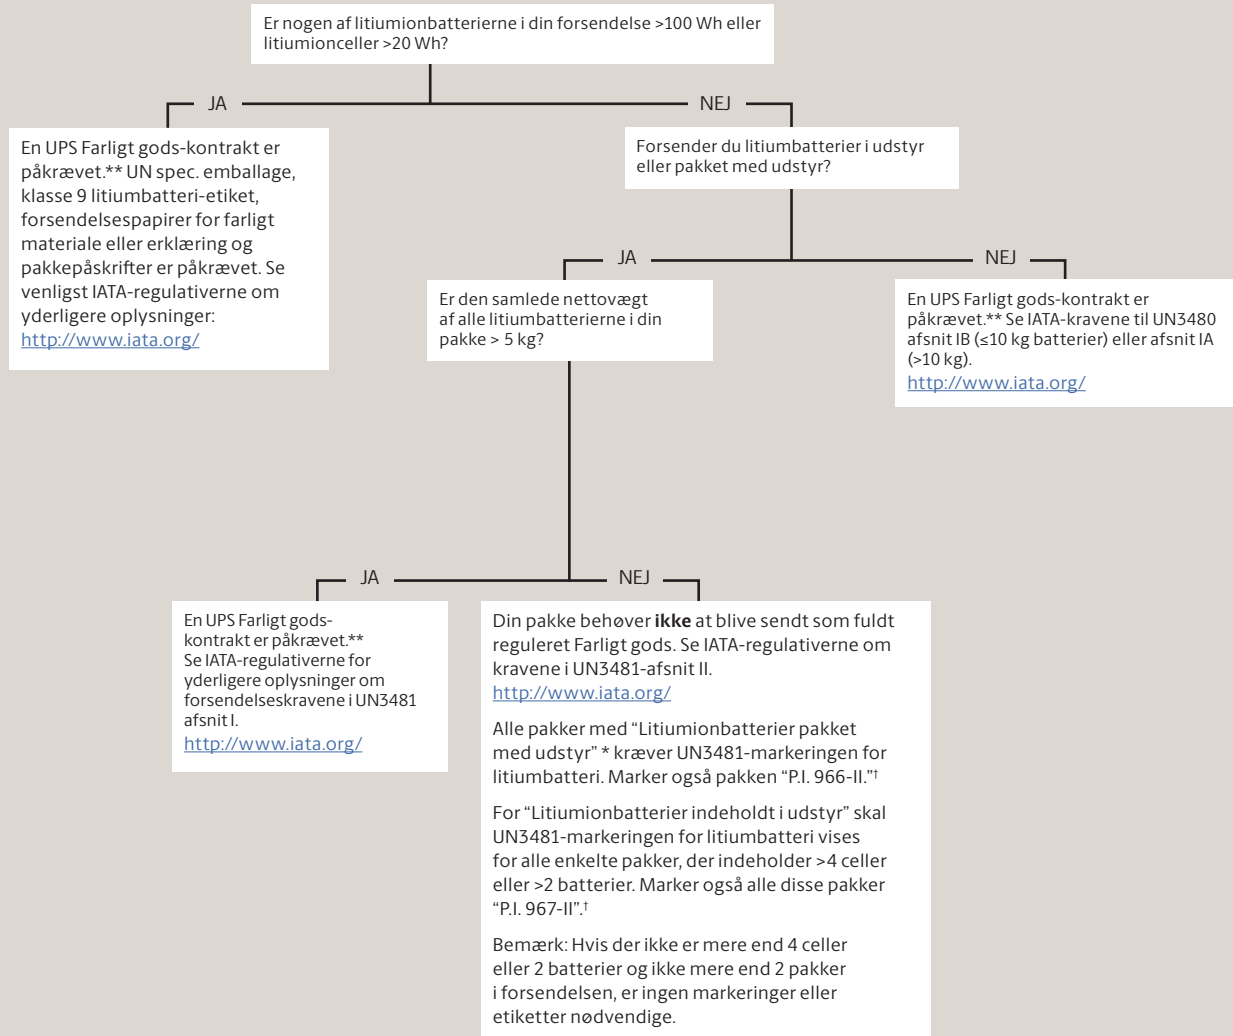 Er nogen af litiumionbatterierne i din forsendelse >100 Wh eller
litiumionceller >20 Wh?
JA
NEJ
En UPS Farligt gods-kontrakt er
påkrævet.** UN spec. emballage,
klasse 9 litiumbatteri-etiket,
forsendelsespapirer for farligt
materiale eller erklæring og
pakkepåskrifter er påkrævet. Se
venligst IATA-regulativerne om
yderligere oplysninger:
http://www.iata.org/
Forsender du litiumbatterier i udstyr
eller pakket med udstyr?
JA
NEJ
Er den samlede nettovægt
af alle litiumbatterierne i din
pakke > 5 kg?
En UPS Farligt gods-kontrakt er
påkrævet.** Se IATA-kravene til UN3480
afsnit IB (≤10 kg batterier) eller afsnit IA
(>10 kg).
http://www.iata.org/
JA
NEJ
En UPS Farligt gods-
kontrakt er påkrævet.**
Se IATA-regulativerne for
yderligere oplysninger om
forsendelseskravene i UN3481
afsnit I.
http://www.iata.org/
Din pakke behøver ikke at blive sendt som fuldt
reguleret Farligt gods. Se IATA-regulativerne om
kravene i UN3481-afsnit II.
http://www.iata.org/
Alle pakker med “Litiumionbatterier pakket
med udstyr” * kræver UN3481-markeringen for
litiumbatteri. Marker også pakken “P.I. 966-II.”†
For “Litiumionbatterier indeholdt i udstyr” skal
UN3481-markeringen for litiumbatteri vises
for alle enkelte pakker, der indeholder >4 celler
eller >2 batterier. Marker også alle disse pakker
“P.I. 967-II”.†
Bemærk: Hvis der ikke er mere end 4 celler
eller 2 batterier og ikke mere end 2 pakker
i forsendelsen, er ingen markeringer eller
etiketter nødvendige.